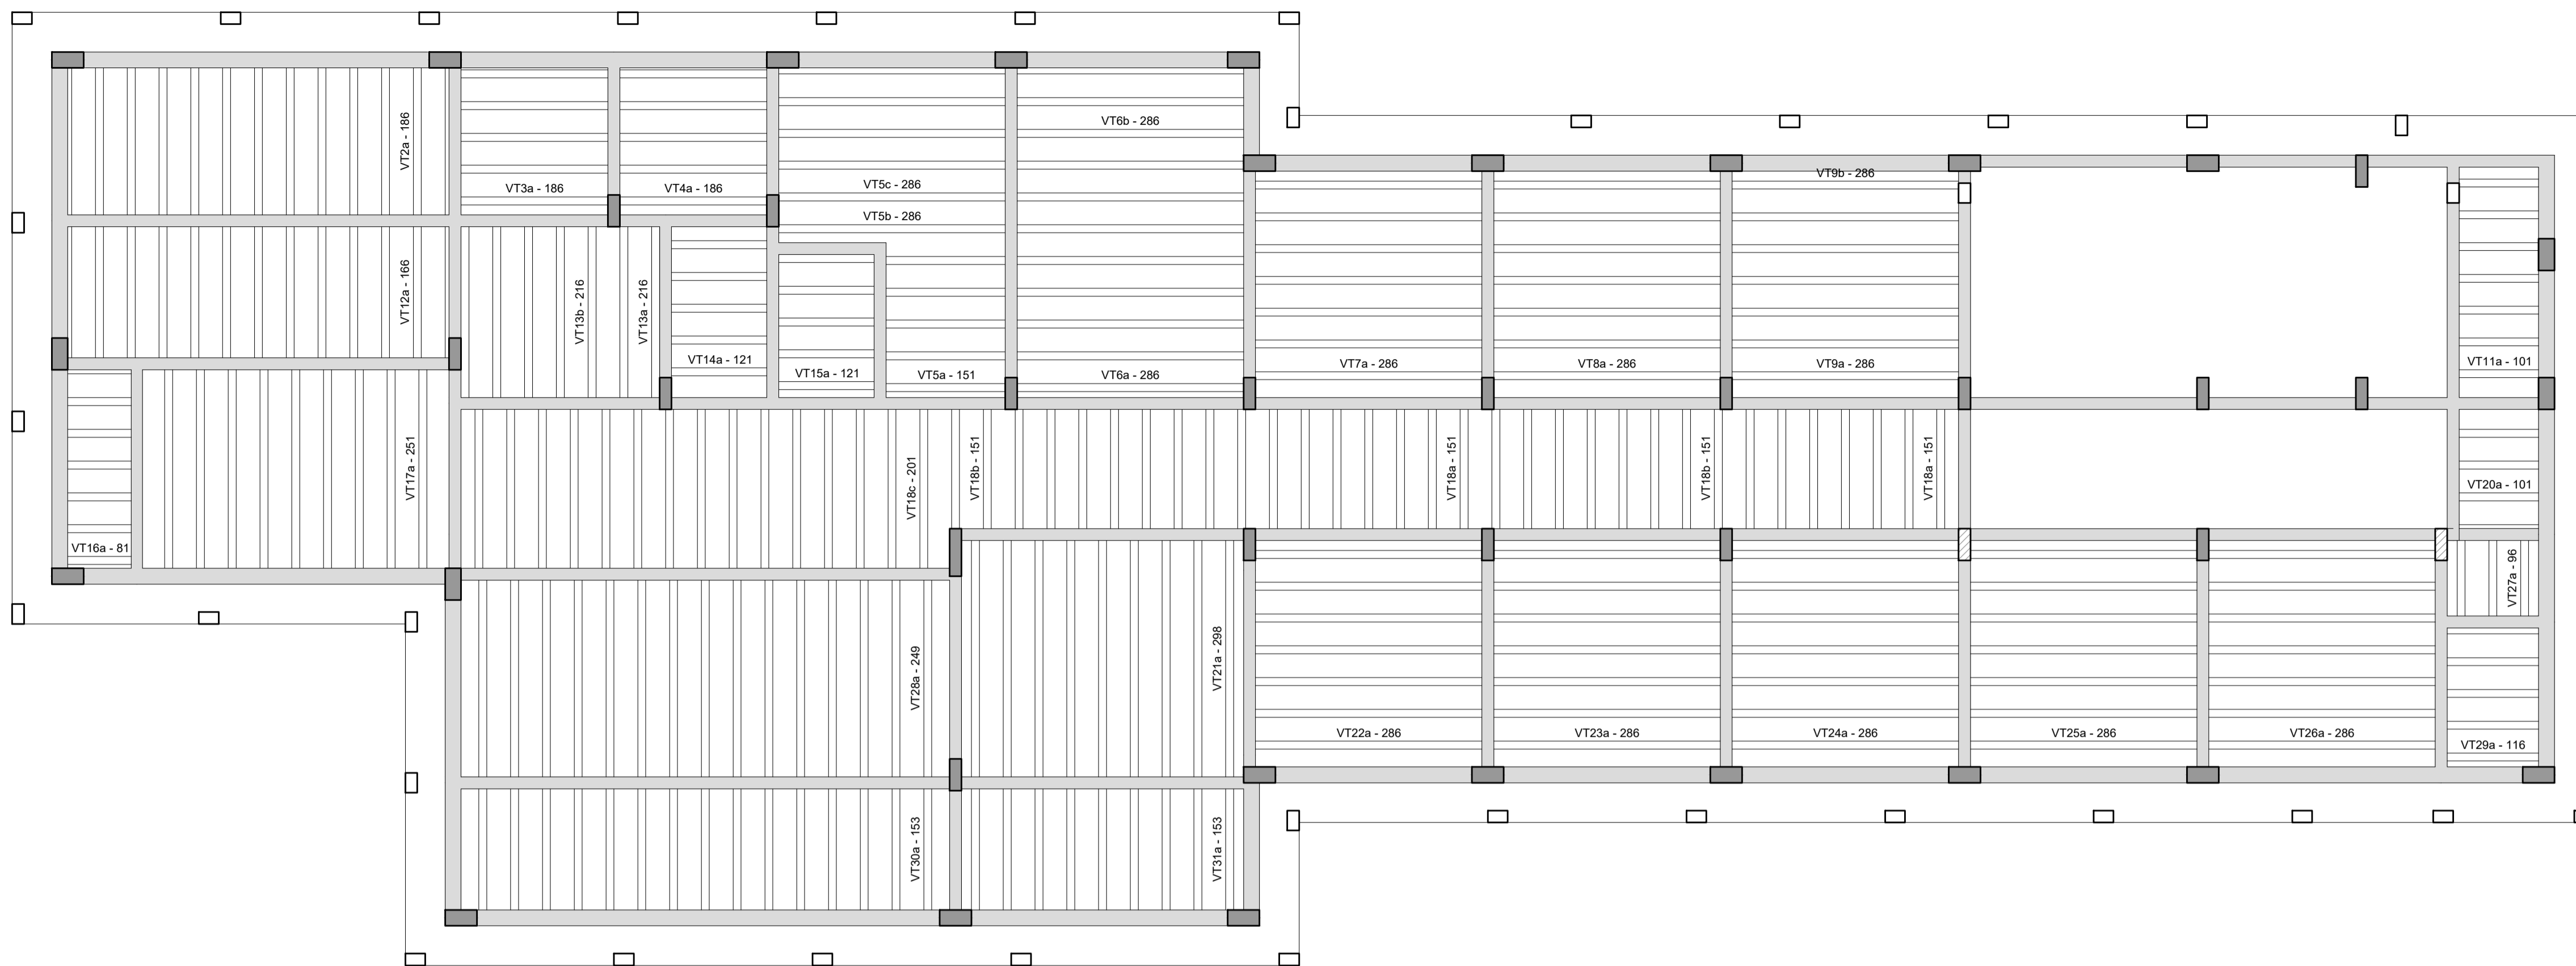 VT2a - 186
VT3a - 186
VT4a - 186
VT5c - 286
VT5b - 286
VT6b - 286
VT9b - 286
VT12a - 166
VT13b - 216
VT13a - 216
VT14a - 121
VT15a - 121
VT5a - 151
VT6a - 286
VT7a - 286
VT8a - 286
VT9a - 286
VT11a - 101
VT16a - 81
VT17a - 251
VT18c - 201
VT18b - 151
VT18a - 151
VT18b - 151
VT18a - 151
VT20a - 101
VT27a - 96
VT28a - 249
VT21a - 298
VT22a - 286
VT23a - 286
VT24a - 286
VT25a - 286
VT26a - 286
VT29a - 116
VT30a - 153
VT31a - 153